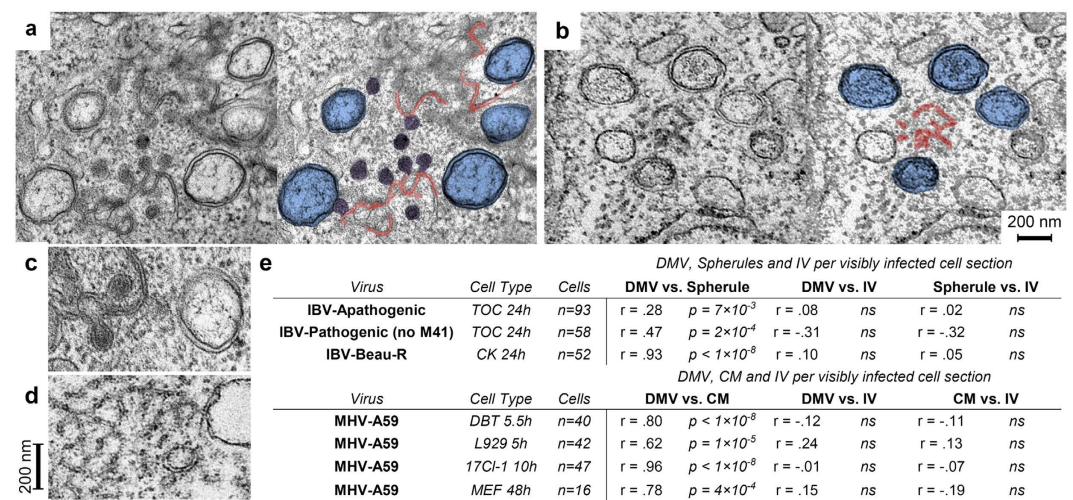 a
b
200 nm
c
d
200 nm
e
DMV, Spherules and IV per visibly infected cell section
Virus Cell Type Cells DMV vs. Spherule DMV vs. IV Spherule vs. IV
IBV-Apathogenic TOC 24h n=93 r = .28 p = 7×10⁻³ r = .08 ns r = .02 ns
IBV-Pathogenic (no M41) TOC 24h n=58 r = .47 p = 2×10⁻⁴ r = -.31 ns r = -.32 ns
IBV-Beau-R CK 24h n=52 r = .93 p < 1×10⁻⁸ r = .10 ns r = .05 ns
DMV, CM and IV per visibly infected cell section
Virus Cell Type Cells DMV vs. CM DMV vs. IV CM vs. IV
MHV-A59 DBT 5.5h n=40 r = .80 p < 1×10⁻⁸ r = -.12 ns r = -.11 ns
MHV-A59 L929 5h n=42 r = .62 p = 1×10⁻⁵ r = .24 ns r = .13 ns
MHV-A59 17Cl-1 10h n=47 r = .96 p < 1×10⁻⁸ r = -.01 ns r = -.07 ns
MHV-A59 MEF 48h n=16 r = .78 p = 4×10⁻⁴ r = .15 ns r = -.19 ns